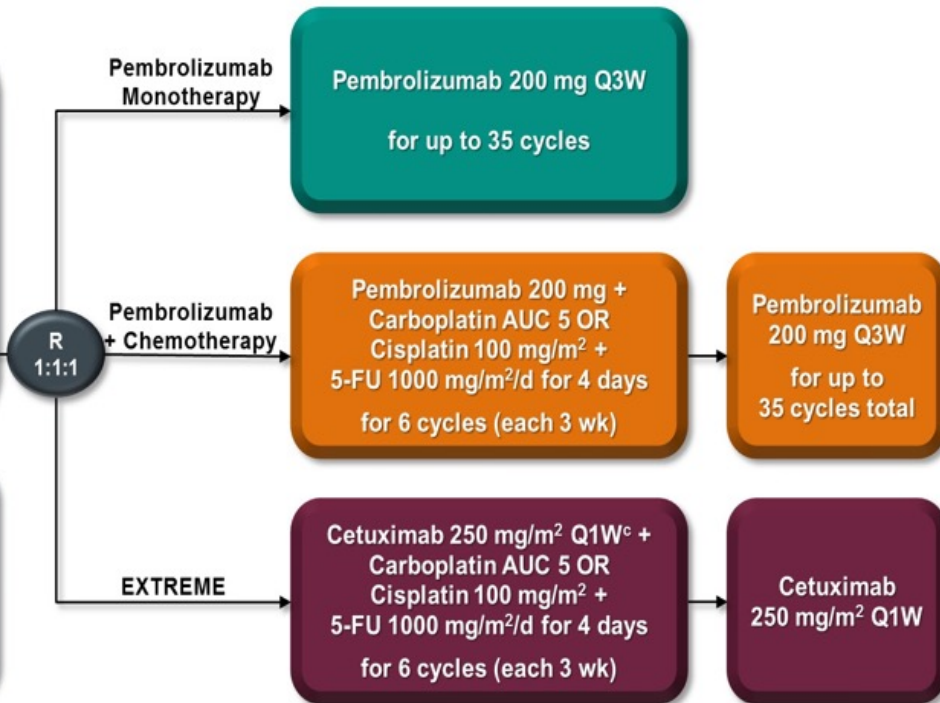 Pembrolizumab
Monotherapy
Pembrolizumab 200 mg Q3W
for up to 35 cycles
R
1:1:1
Pembrolizumab
+ Chemotherapy
Pembrolizumab 200 mg +
Carboplatin AUC 5 OR
Cisplatin 100 mg/m² +
5-FU 1000 mg/m²/d for 4 days
for 6 cycles (each 3 wk)
Pembrolizumab
200 mg Q3W
for up to
35 cycles total
EXTREME
Cetuximab 250 mg/m² Q1Wᶜ +
Carboplatin AUC 5 OR
Cisplatin 100 mg/m² +
5-FU 1000 mg/m²/d for 4 days
for 6 cycles (each 3 wk)
Cetuximab
250 mg/m² Q1W